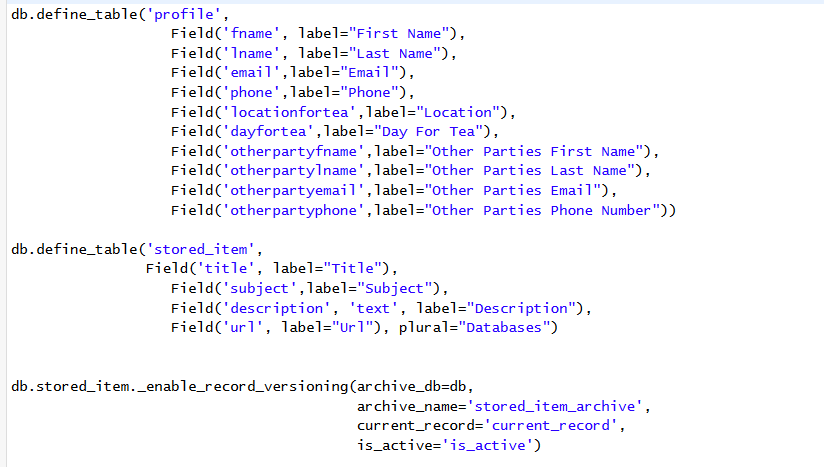 db.define_table('profile',
Field('fname', label="First Name"),
Field('lname', label="Last Name"),
Field('email',label="Email"),
Field('phone',label="Phone"),
Field('locationfortea',label="Location"),
Field('dayfortea',label="Day For Tea"),
Field('otherpartyfname',label="Other Parties First Name"),
Field('otherpartylname',label="Other Parties Last Name"),
Field('otherpartyemail',label="Other Parties Email"),
Field('otherpartyphone',label="Other Parties Phone Number"))
db.define_table('stored_item',
Field('title', label="Title"),
Field('subject',label="Subject"),
Field('description', 'text', label="Description"),
Field('url', label="Url"), plural="Databases")
db.stored_item._enable_record_versioning(archive_db=db,
archive_name='stored_item_archive',
current_record='current_record',
is_active='is_active')